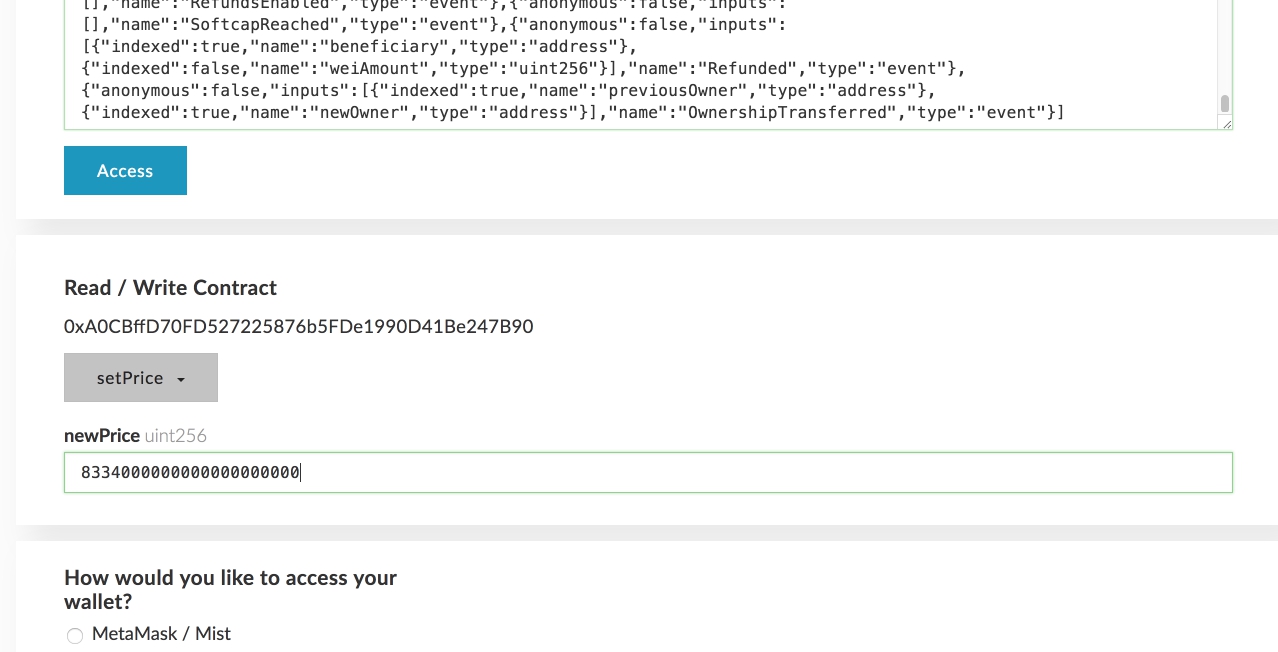 [],"name":"RefundsEnabled","type":"event"},{"anonymous":false,"inputs":
[],"name":"SoftcapReached","type":"event"},{"anonymous":false,"inputs":
[{"indexed":true,"name":"beneficiary","type":"address"},
{"indexed":false,"name":"weiAmount","type":"uint256"}],"name":"Refunded","type":"event"},
{"anonymous":false,"inputs":[{"indexed":true,"name":"previousOwner","type":"address"},
{"indexed":true,"name":"newOwner","type":"address"}],"name":"OwnershipTransferred","type":"event"}]
Access
Read / Write Contract
0xA0CBffD70FD527225876b5FDe1990D41Be247B90
setPrice
newPrice uint256
8334000000000000000000
How would you like to access your
wallet?
MetaMask / Mist